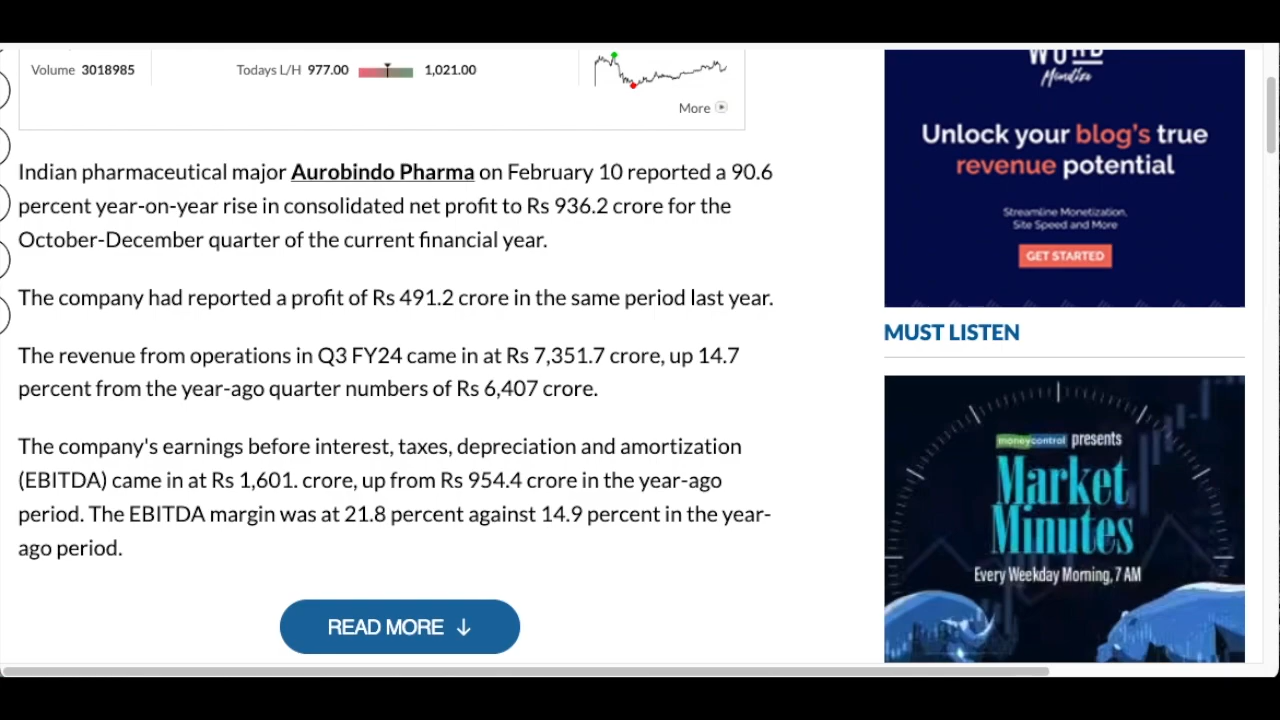 Volume 3018985
Todays L/H 977.00 1,021.00
More
Indian pharmaceutical major Aurobindo Pharma on February 10 reported a 90.6
percent year-on-year rise in consolidated net profit to Rs 936.2 crore for the
October-December quarter of the current financial year.
The company had reported a profit of Rs 491.2 crore in the same period last year.
The revenue from operations in Q3 FY24 came in at Rs 7,351.7 crore, up 14.7
percent from the year-ago quarter numbers of Rs 6,407 crore.
The company's earnings before interest, taxes, depreciation and amortization
(EBITDA) came in at Rs 1,601. crore, up from Rs 954.4 crore in the year-ago
period. The EBITDA margin was at 21.8 percent against 14.9 percent in the year-
ago period.
READ MORE ↓
Unlock your blog's true
revenue potential
Streamline Monetization,
Site Speed and More
GET STARTED
MUST LISTEN
moneycontrol presents
Market
Minutes
Every Weekday Morning, 7 AM